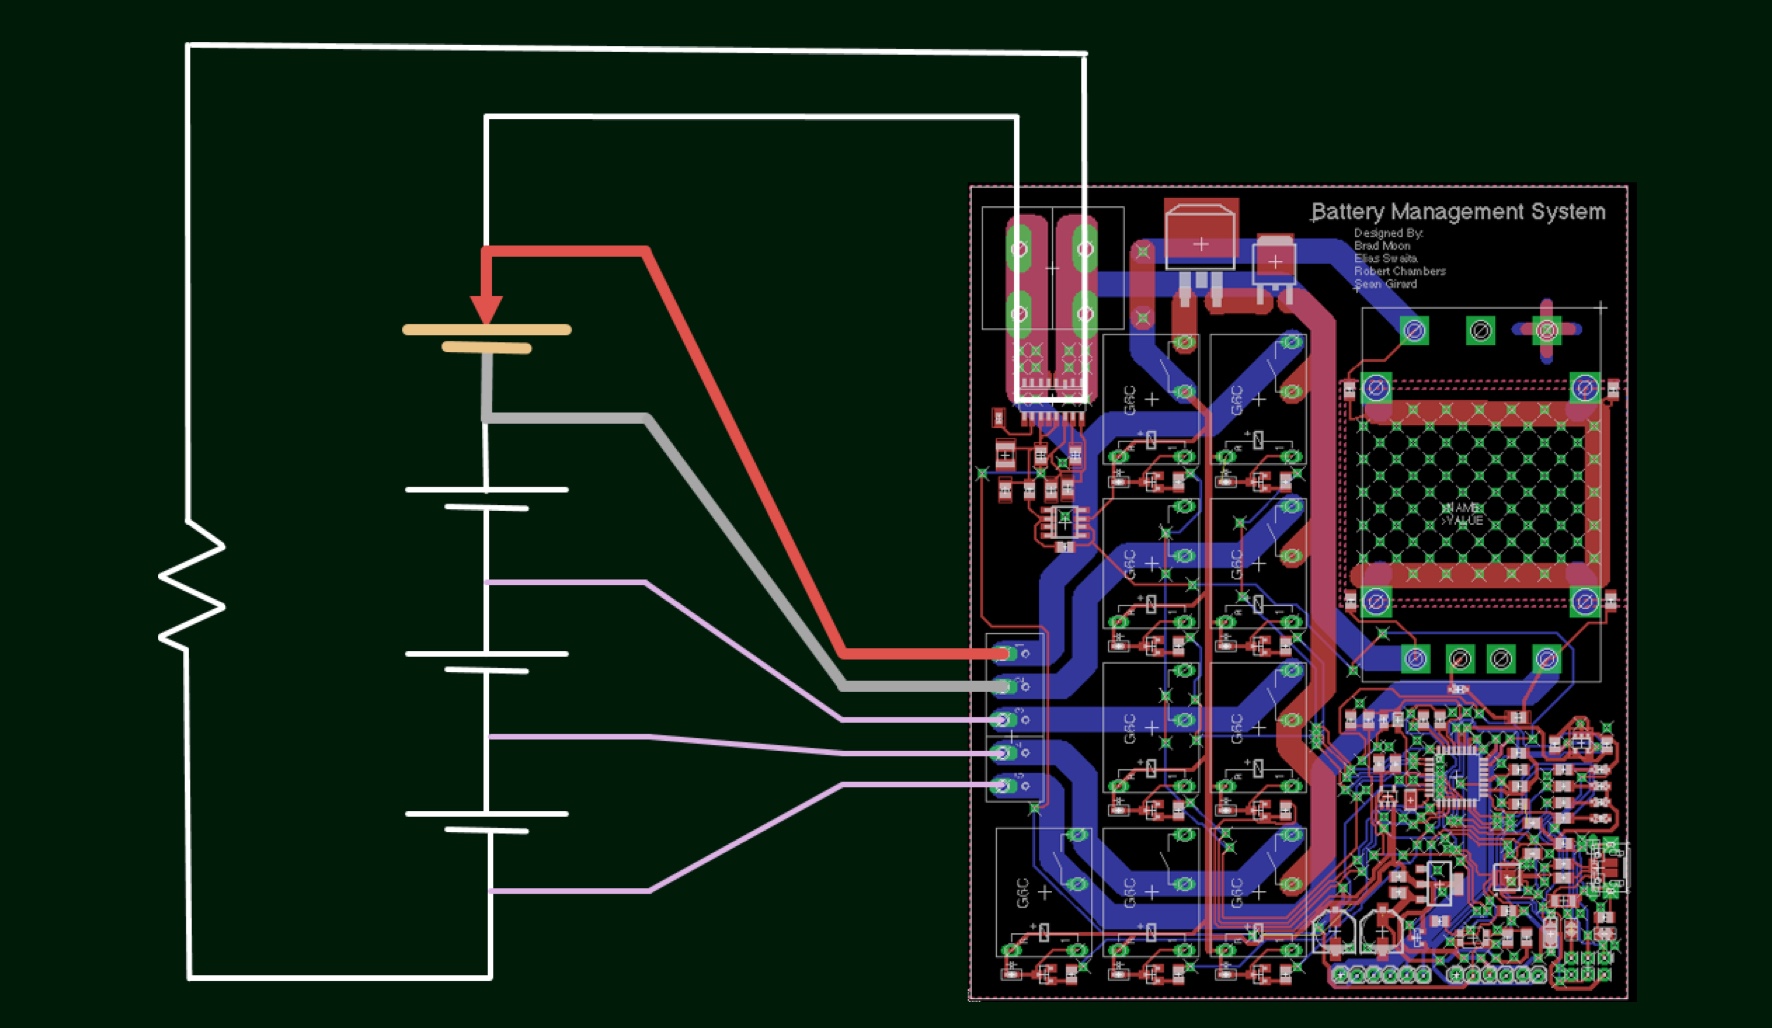 Battery Management System
Designed By:
Brad Moon
Elias Swaita
Robert Chambers
Sean Girard
G6C
G6C
G6C
G6C
>NAME
>VALUE
G6C
G6C
G6C
G6C
G6C